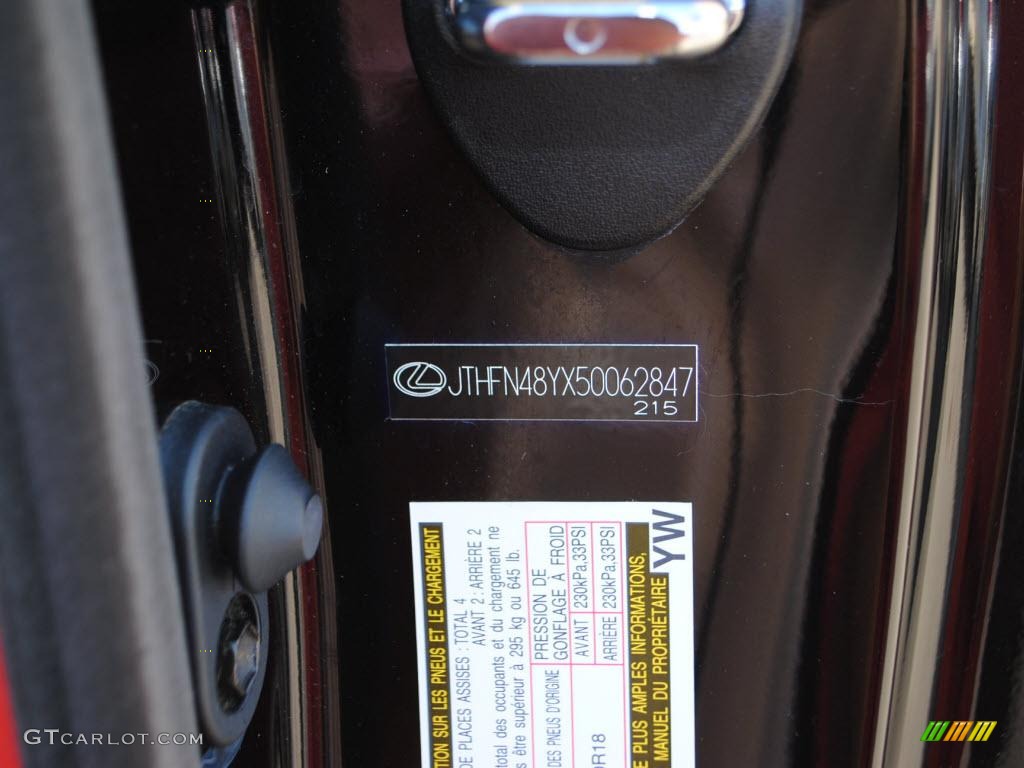 JTHFN48YX50062847
215
YW
TION SUR LES PNEUS ET LE CHARGEMENT
DE PLACES ASSISES : TOTAL 4
AVANT 2 : ARRIÈRE 2
total des occupants et du chargement ne
s être supérieur à 295 kg ou 645 lb.
DES PNEUS D'ORIGINE
PRESSION DE
GONFLAGE À FROID
AVANT 230kPa,33PSI
0R18 ARRIÈRE 230kPa,33PSI
E PLUS AMPLES INFORMATIONS,
MANUEL DU PROPRIÉTAIRE
GTCARLOT.COM